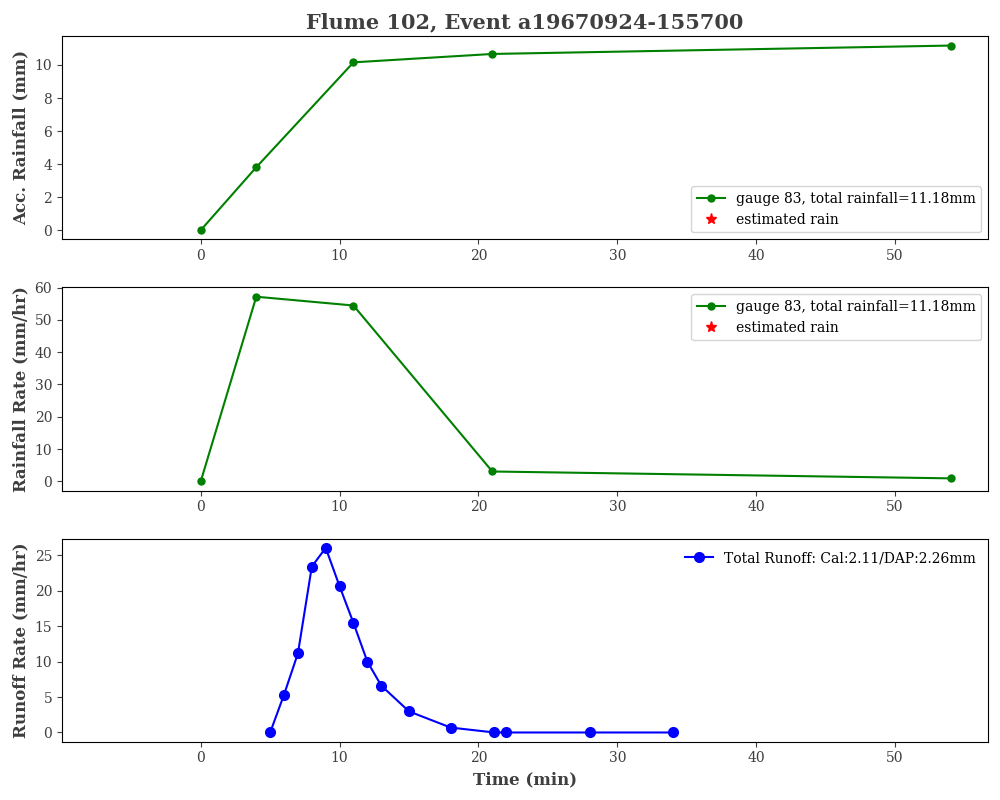 Flume 102, Event a19670924-155700
Acc. Rainfall (mm)
10
8
6
4
2
0
gauge 83, total rainfall=11.18mm
estimated rain
0 10 20 30 40 50
Rainfall Rate (mm/hr)
60
50
40
30
20
10
0
gauge 83, total rainfall=11.18mm
estimated rain
0 10 20 30 40 50
Runoff Rate (mm/hr)
25
20
15
10
5
0
Total Runoff: Cal:2.11/DAP:2.26mm
0 10 20 30 40 50
Time (min)